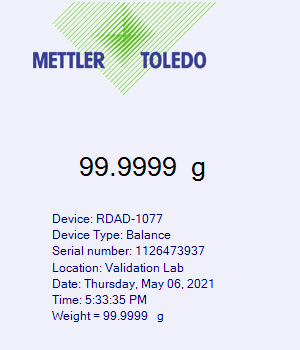 METTLER TOLEDO
99.9999 g
Device: RDAD-1077
Device Type: Balance
Serial number: 1126473937
Location: Validation Lab
Date: Thursday, May 06, 2021
Time: 5:33:35 PM
Weight = 99.9999 g